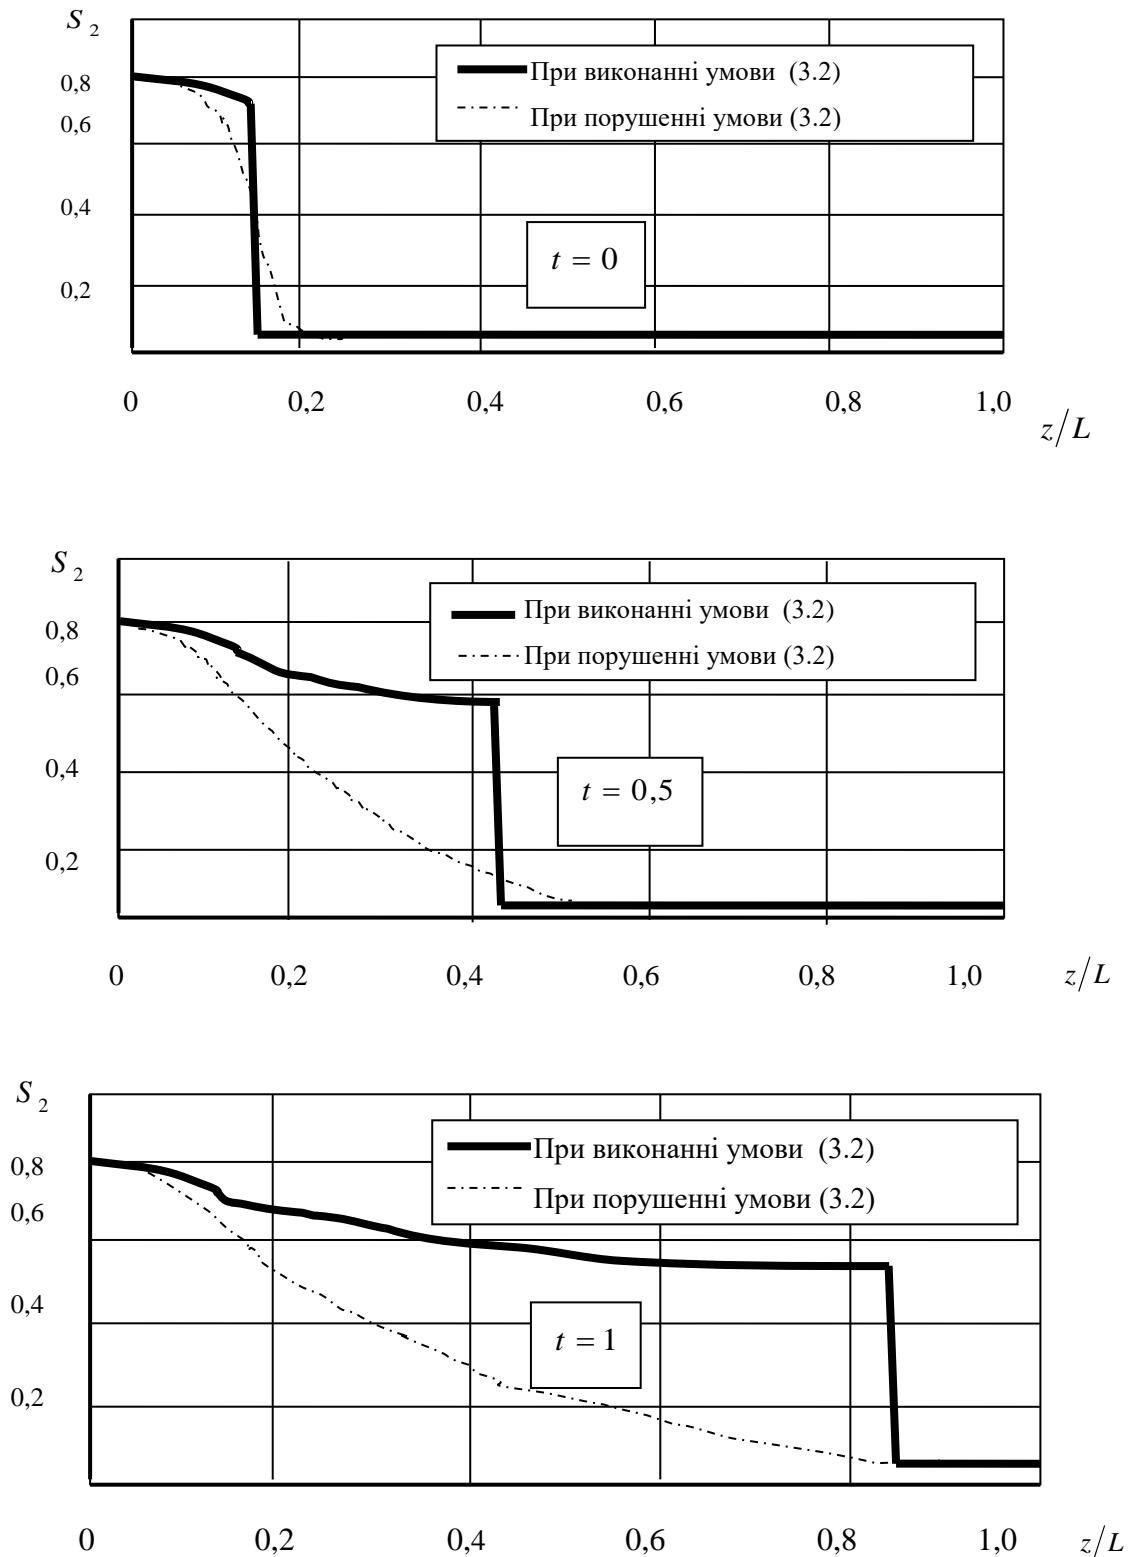 S 2
При виконанні умови (3.2)
0,8
При порушенні умови (3.2)
0,6
0,4
t = 0
0,2
0 0,2 0,4 0,6 0,8 1,0
z/L
S 2
При виконанні умови (3.2)
0,8
При порушенні умови (3.2)
0,6
0,4
t = 0,5
0,2
0 0,2 0,4 0,6 0,8 1,0 z/L
S 2
При виконанні умови (3.2)
0,8
При порушенні умови (3.2)
0,6
0,4
t = 1
0,2
0 0,2 0,4 0,6 0,8 1,0 z/L